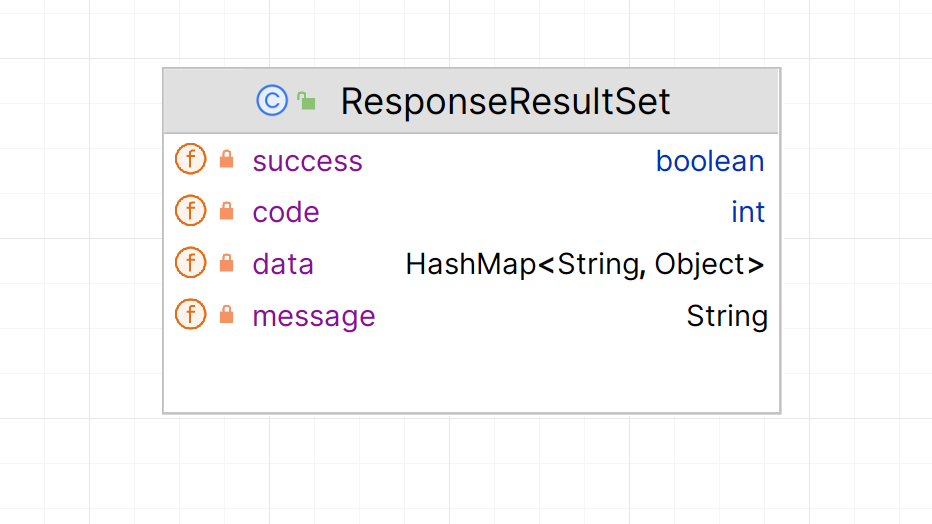 ResponseResultSet
success boolean
code int
data HashMap<String, Object>
message String